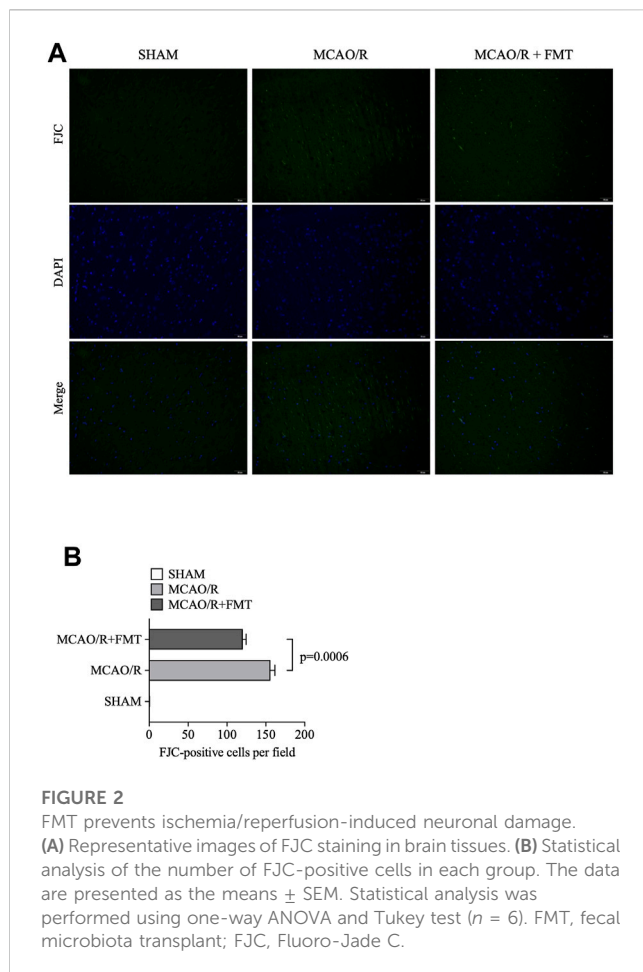 A
SHAM MCAO/R MCAO/R + FMT
FJC
DAPI
Merge
B
SHAM
MCAO/R
MCAO/R+FMT
MCAO/R+FMT
p=0.0006
MCAO/R
SHAM
0 50 100 150 200
FJC-positive cells per field
FIGURE 2
FMT prevents ischemia/reperfusion-induced neuronal damage.
(A) Representative images of FJC staining in brain tissues. (B) Statistical
analysis of the number of FJC-positive cells in each group. The data
are presented as the means ± SEM. Statistical analysis was
performed using one-way ANOVA and Tukey test (n = 6). FMT, fecal
microbiota transplant; FJC, Fluoro-Jade C.